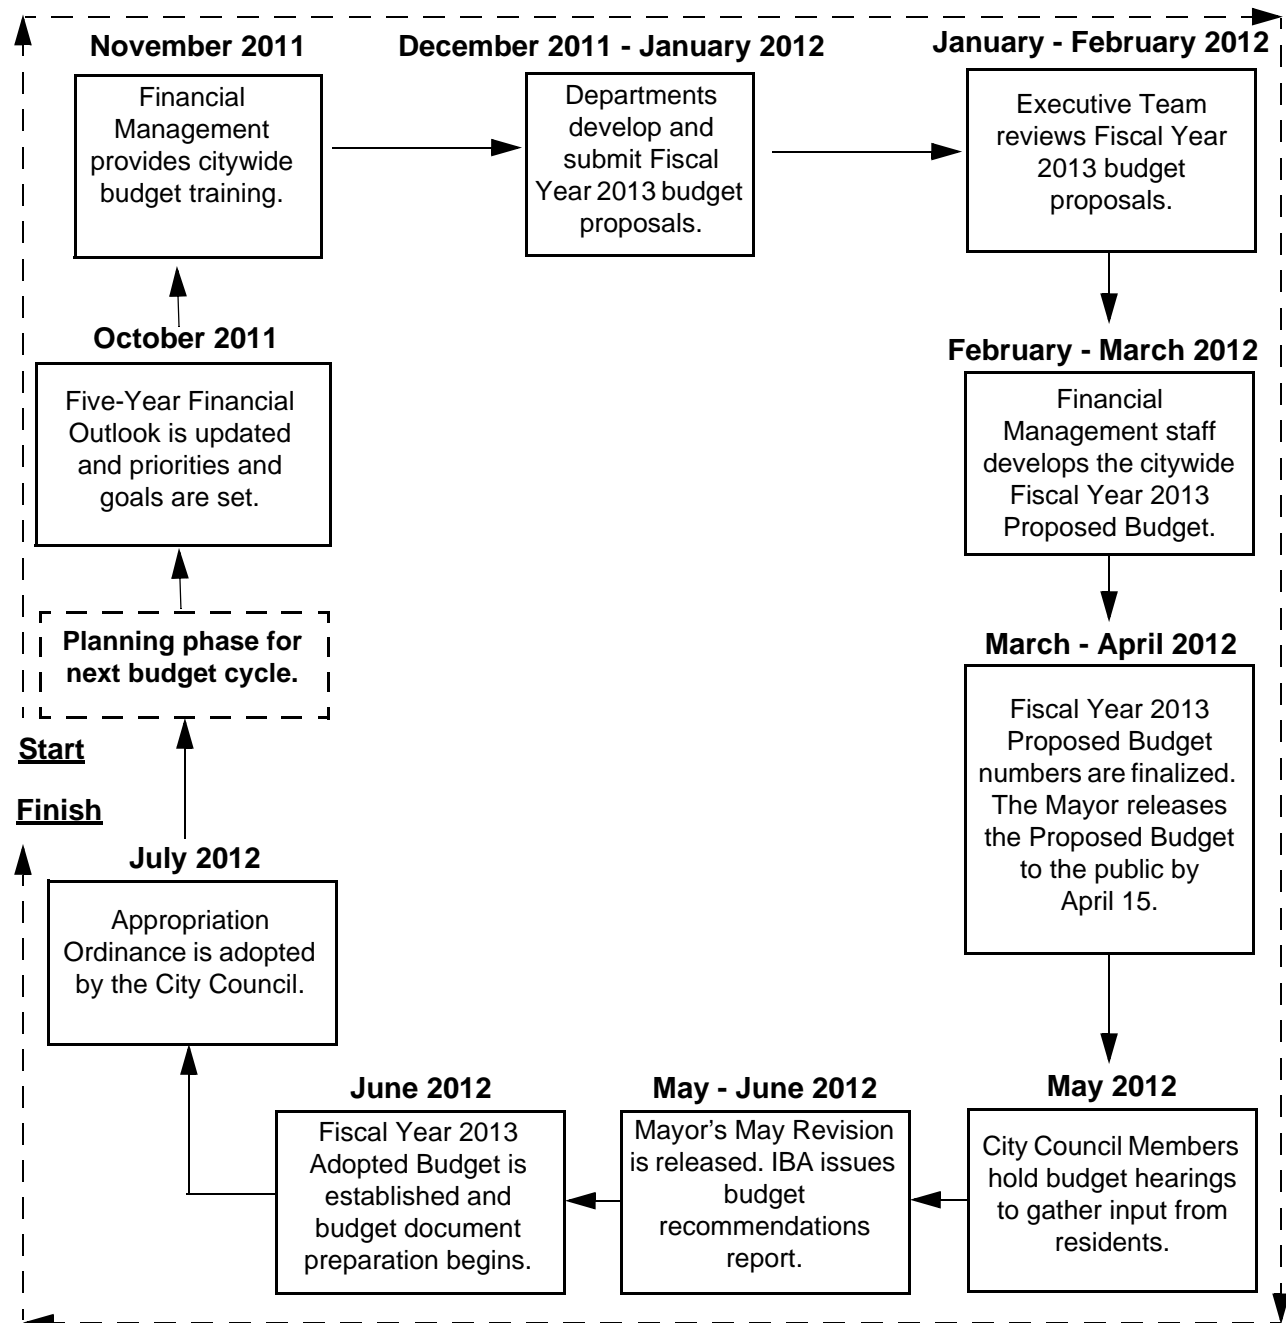 November 2011
Financial
Management
provides citywide
budget training.
December 2011 - January 2012
Departments
develop and
submit Fiscal
Year 2013 budget
proposals.
January - February 2012
Executive Team
reviews Fiscal Year
2013 budget
proposals.
October 2011
Five-Year Financial
Outlook is updated
and priorities and
goals are set.
February - March 2012
Financial
Management staff
develops the citywide
Fiscal Year 2013
Proposed Budget.
Planning phase for
next budget cycle.
Start
Finish
March - April 2012
Fiscal Year 2013
Proposed Budget
numbers are finalized.
The Mayor releases
the Proposed Budget
to the public by
April 15.
July 2012
Appropriation
Ordinance is adopted
by the City Council.
June 2012
Fiscal Year 2013
Adopted Budget is
established and
budget document
preparation begins.
May - June 2012
Mayor's May Revision
is released. IBA issues
budget
recommendations
report.
May 2012
City Council Members
hold budget hearings
to gather input from
residents.